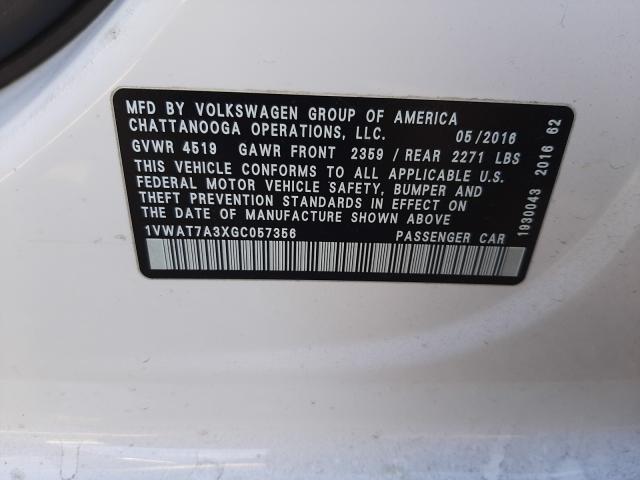 MFD BY VOLKSWAGEN GROUP OF AMERICA
CHATTANOOGA OPERATIONS, LLC. 05/2016
GVWR 4519 GAWR FRONT 2359 / REAR 2271 LBS
THIS VEHICLE CONFORMS TO ALL APPLICABLE U.S.
FEDERAL MOTOR VEHICLE SAFETY, BUMPER AND
THEFT PREVENTION STANDARDS IN EFFECT ON
THE DATE OF MANUFACTURE SHOWN ABOVE
1VWAT7A3XGC057356 PASSENGER CAR
1930043 2016 62